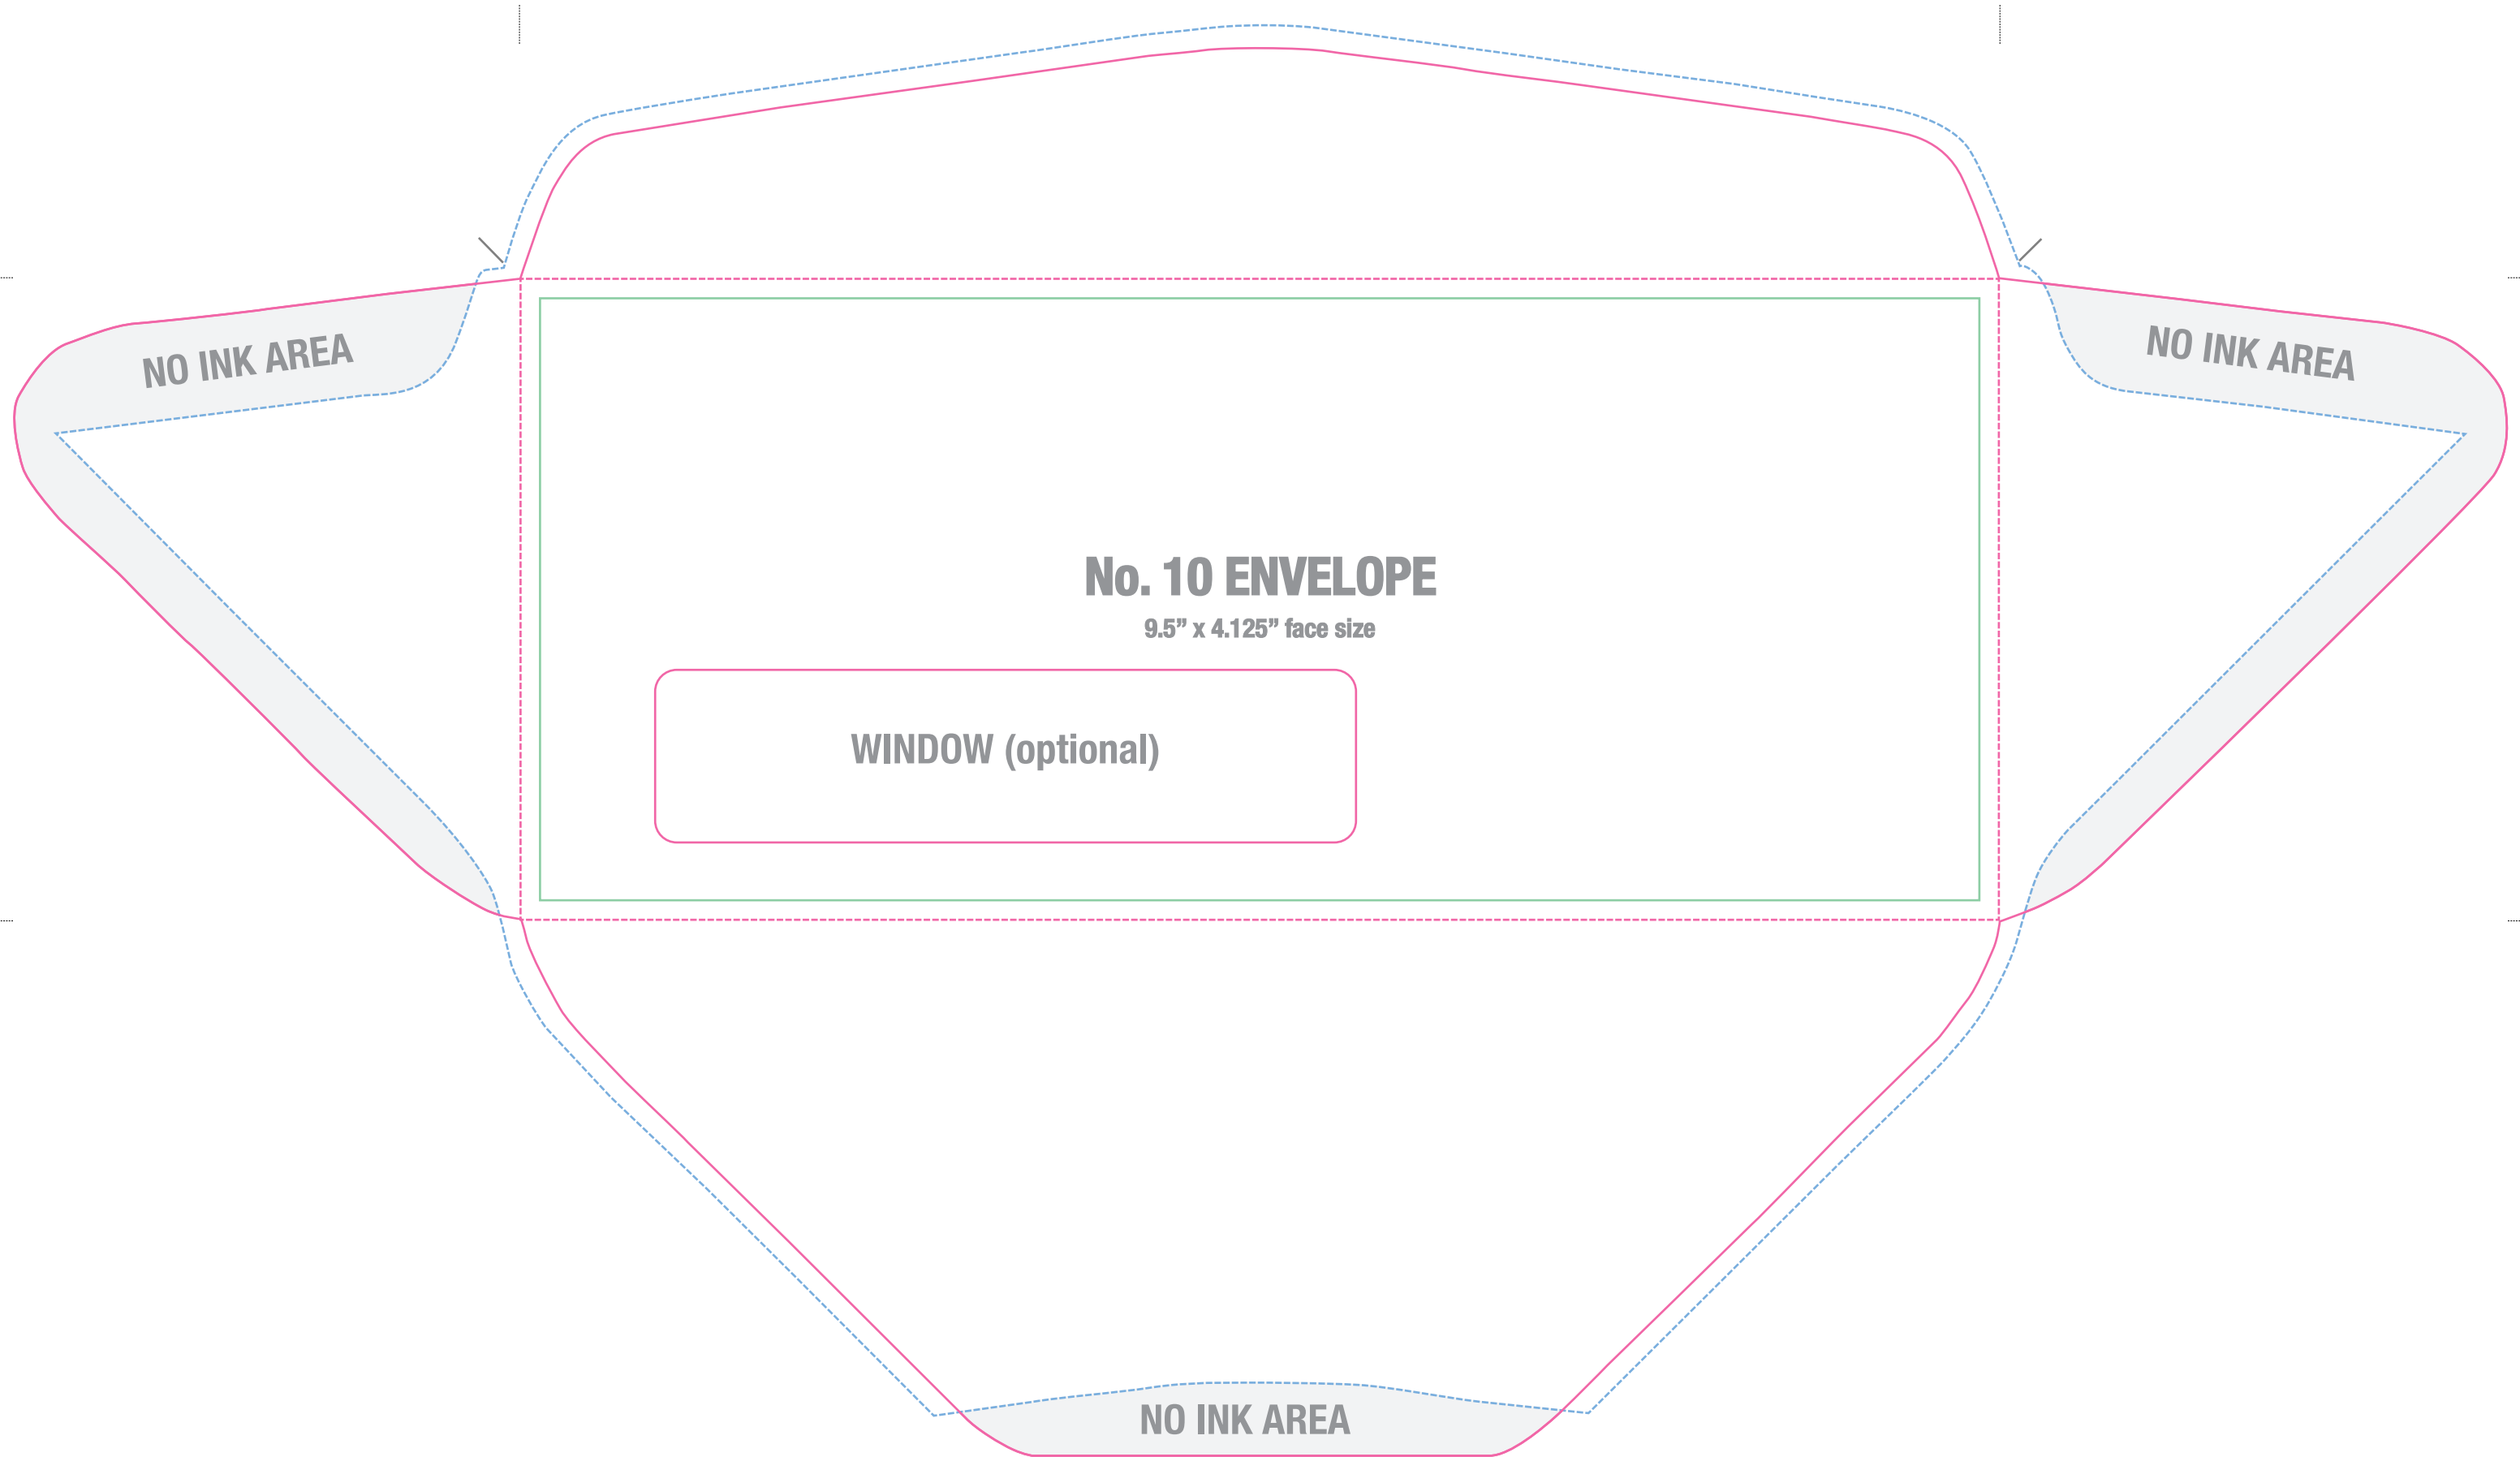 NO INK AREA
NO INK AREA
No. 10 ENVELOPE
9.5” x 4.125” face size
WINDOW (optional)
NO INK AREA